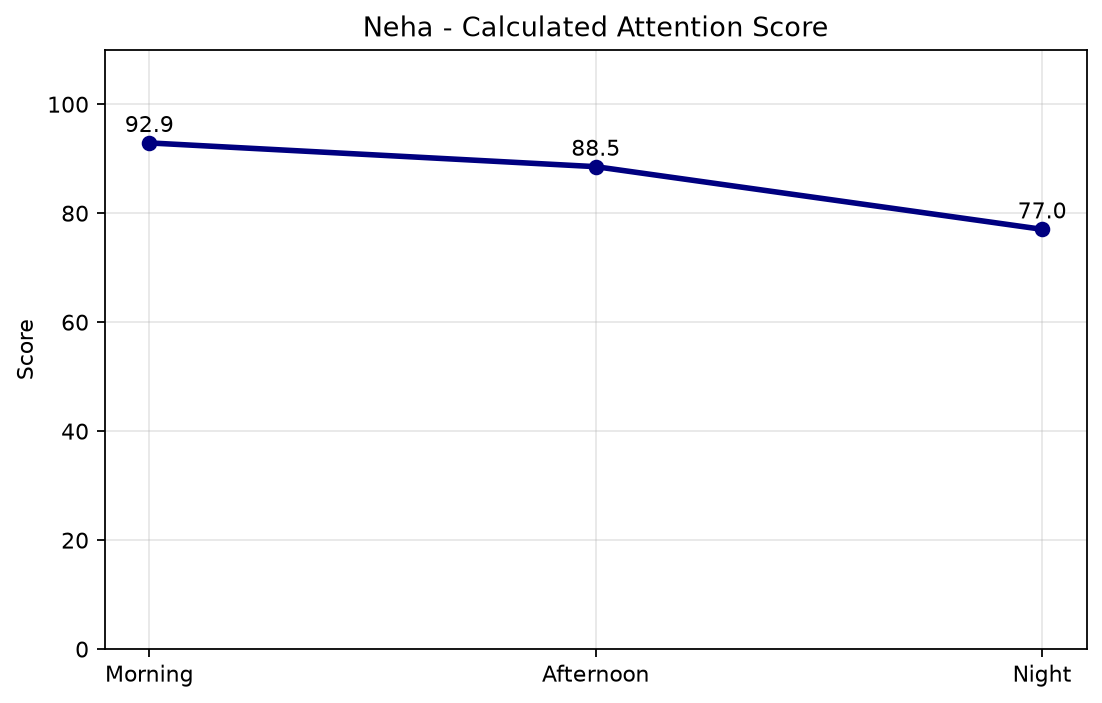 Neha - Calculated Attention Score
100
80
60
40
20
0
Score
92.9
88.5
77.0
Morning
Afternoon
Night